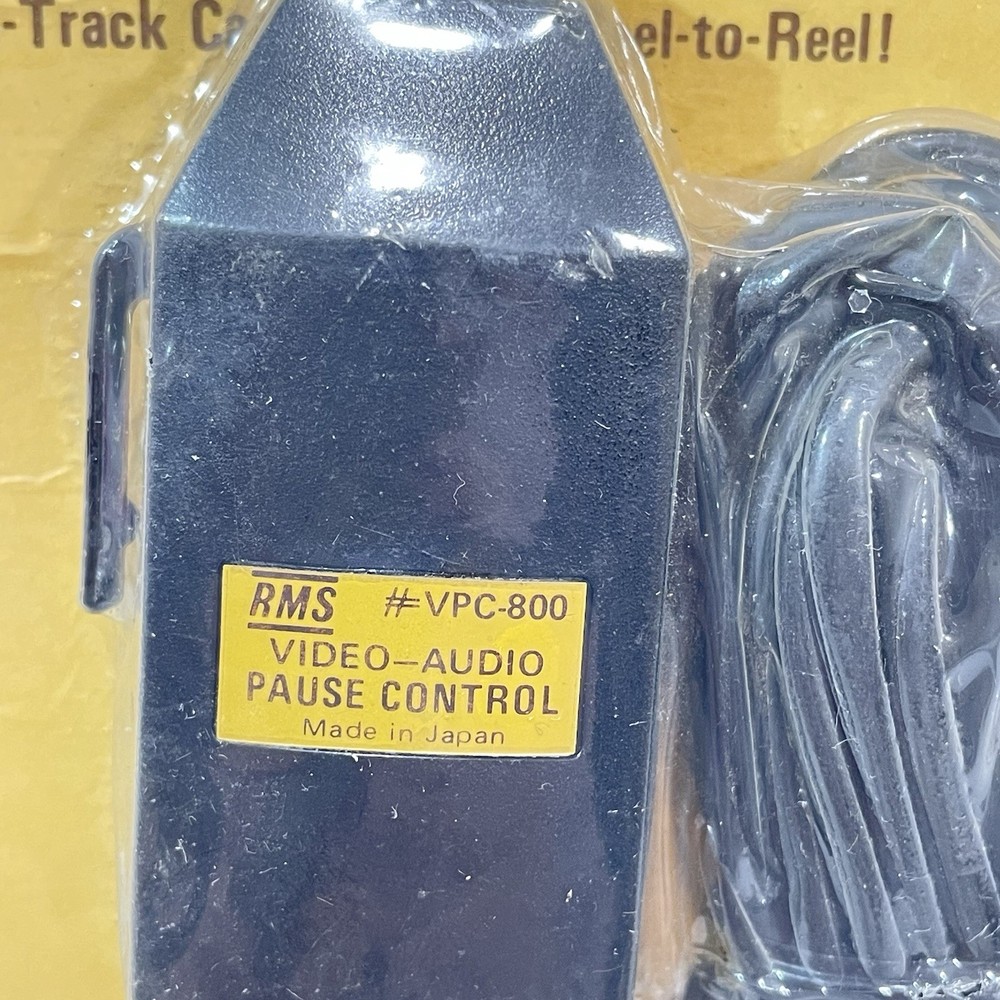 -Track Ca el-to-Reel!
RMS #VPC-800
VIDEO-AUDIO
PAUSE CONTROL
Made in Japan